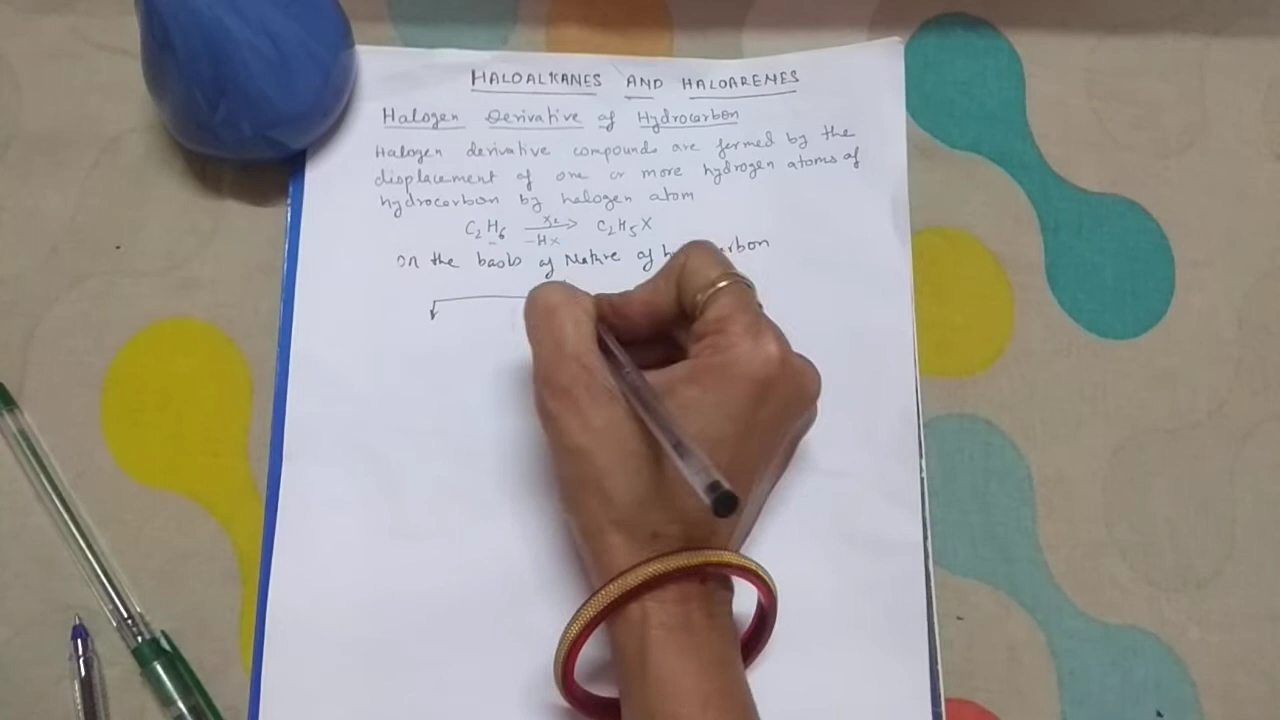 HALOALKANES AND HALOARENES
Halogen Derivative of Hydrocarbon
Halogen derivative compounds are formed by the
displacement of one or more hydrogen atoms of
hydrocarbon by halogen atom
C₂H₆ X₂ → -HX C₂H₅X
on the basis of Nature of